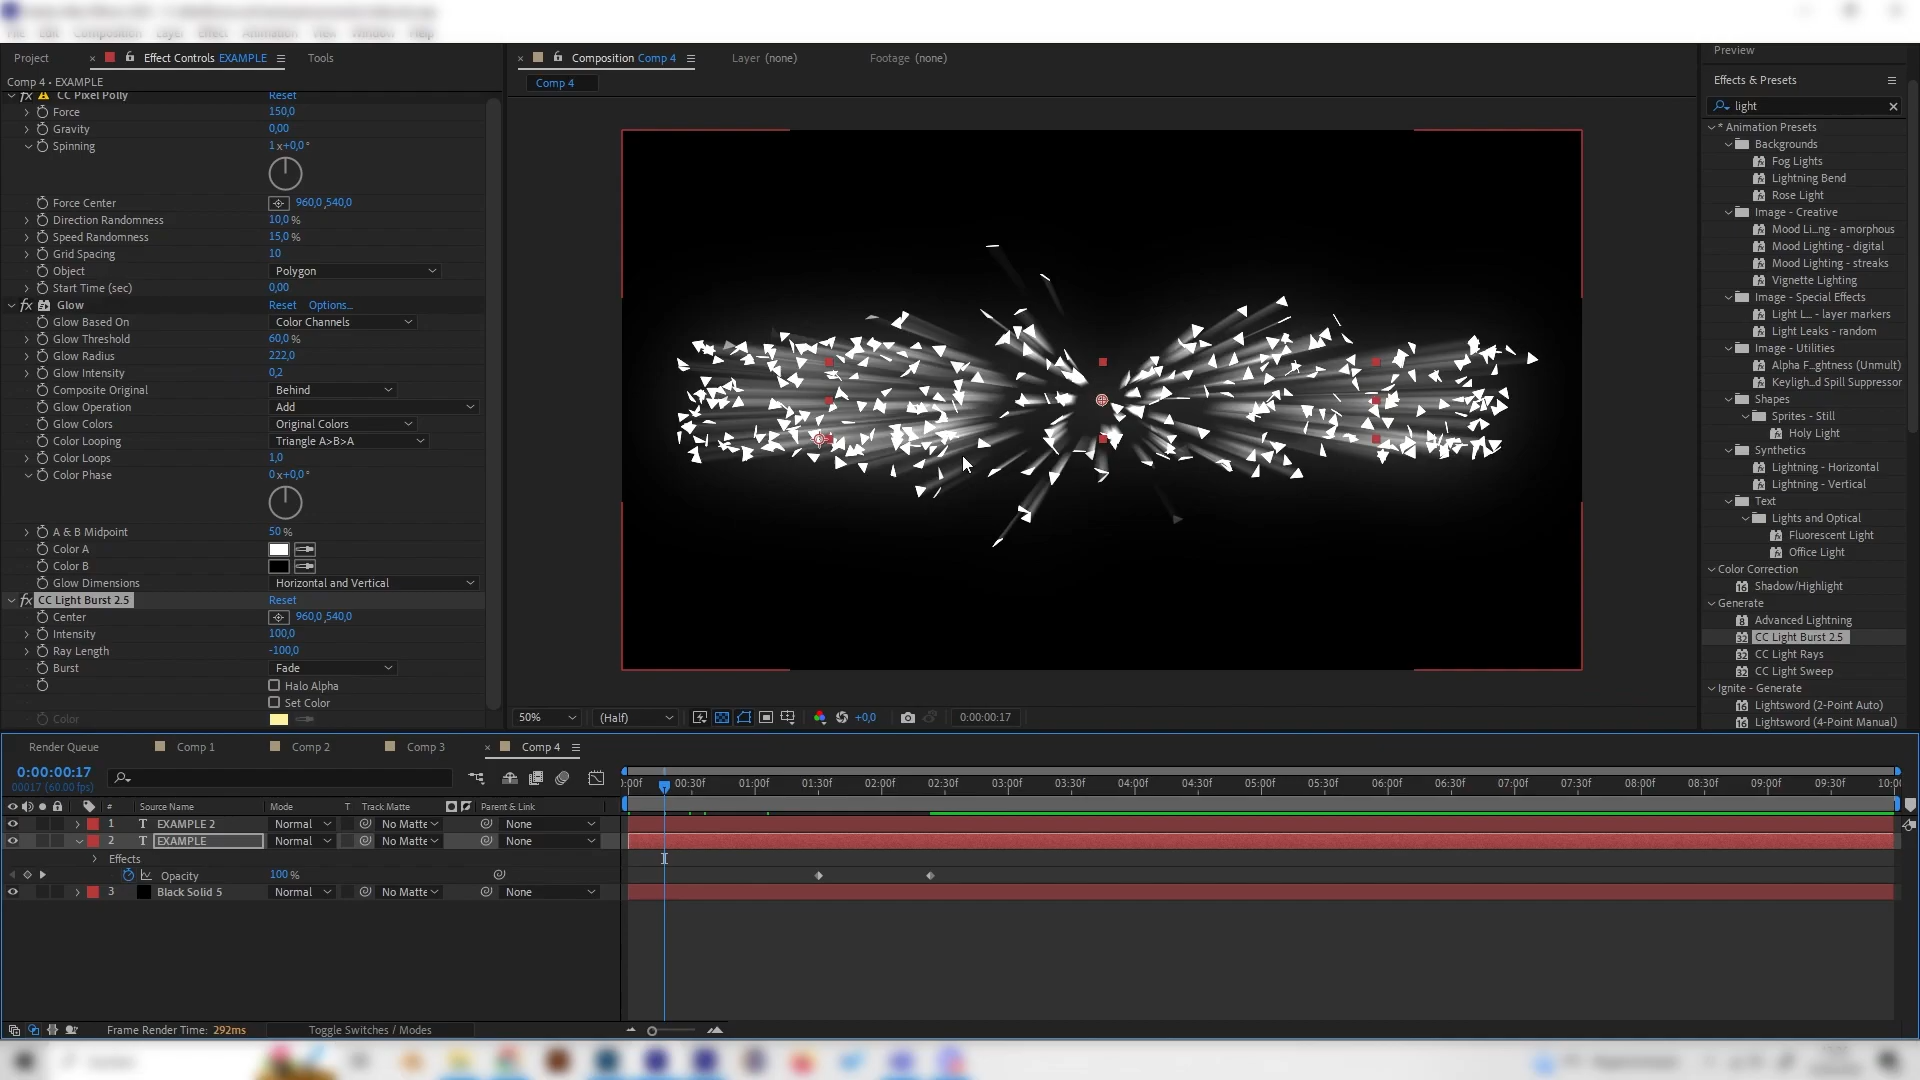 Project
Effect Controls EXAMPLE
Tools
Composition Comp 4
Layer (none)
Footage (none)
Preview
Comp 4 • EXAMPLE
Comp 4
Effects & Presets
light
CC Pixel Polly Reset
Force 150,0
Gravity 0,00
Spinning 1x+0,0°
Force Center 960,0,540,0
Direction Randomness 10,0 %
Speed Randomness 15,0 %
Grid Spacing 10
Object Polygon
Start Time (sec) 0,00
Glow Reset Options...
Glow Based On Color Channels
Glow Threshold 60,0 %
Glow Radius 222,0
Glow Intensity 0,2
Composite Original Behind
Glow Operation Add
Glow Colors Original Colors
Color Looping Triangle A>B>A
Color Loops 1,0
Color Phase 0x+0,0°
A & B Midpoint 50 %
Color A
Color B
Glow Dimensions Horizontal and Vertical
CC Light Burst 2.5 Reset
Center 960,0,540,0
Intensity 100,0
Ray Length -100,0
Burst Fade
Halo Alpha
Set Color
Color
50% (Half) +0,0 0:00:00:17
* Animation Presets
Backgrounds
Fog Lights
Lightning Bend
Rose Light
Image - Creative
Mood Li...ng - amorphous
Mood Lighting - digital
Mood Lighting - streaks
Vignette Lighting
Image - Special Effects
Light L... - layer markers
Light Leaks - random
Image - Utilities
Alpha F...ghtness (Unmult)
Keyligh...d Spill Suppressor
Shapes
Sprites - Still
Holy Light
Synthetics
Lightning - Horizontal
Lightning - Vertical
Text
Lights and Optical
Fluorescent Light
Office Light
Color Correction
Shadow/Highlight
Generate
Advanced Lightning
CC Light Burst 2.5
CC Light Rays
CC Light Sweep
Ignite - Generate
Lightsword (2-Point Auto)
Lightsword (4-Point Manual)
Render Queue Comp 1 Comp 2 Comp 3 Comp 4
0:00:00:17
00017 (60.00 fps)
):00f 00:30f 01:00f 01:30f 02:00f 02:30f 03:00f 03:30f 04:00f 04:30f 05:00f 05:30f 06:00f 06:30f 07:00f 07:30f 08:00f 08:30f 09:00f 09:30f 10:0(
# Source Name Mode T Track Matte Parent & Link
1 T EXAMPLE 2 Normal No Matte None
2 T EXAMPLE Normal No Matte None
Effects
Opacity 100 %
3 Black Solid 5 Normal No Matte None
Frame Render Time: 292ms Toggle Switches / Modes